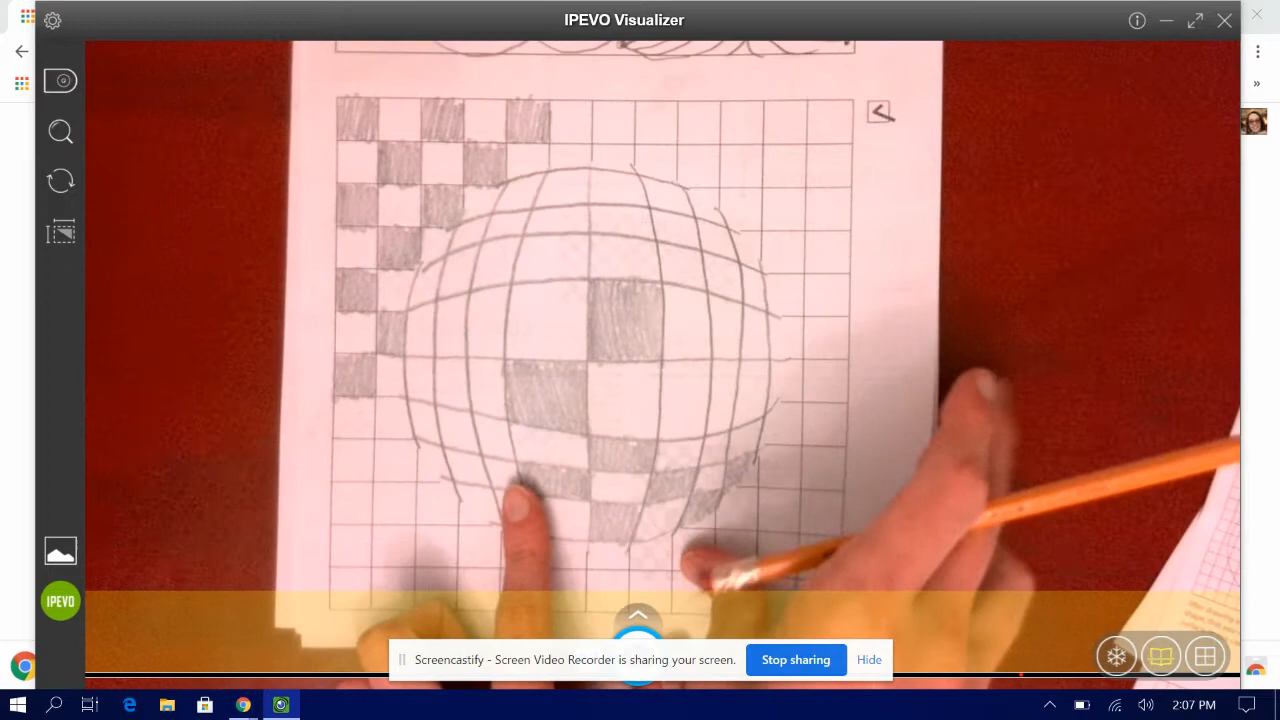 IPEVO Visualizer
»
IPEVO
Screencastify - Screen Video Recorder is sharing your screen.
Stop sharing
Hide
2:07 PM